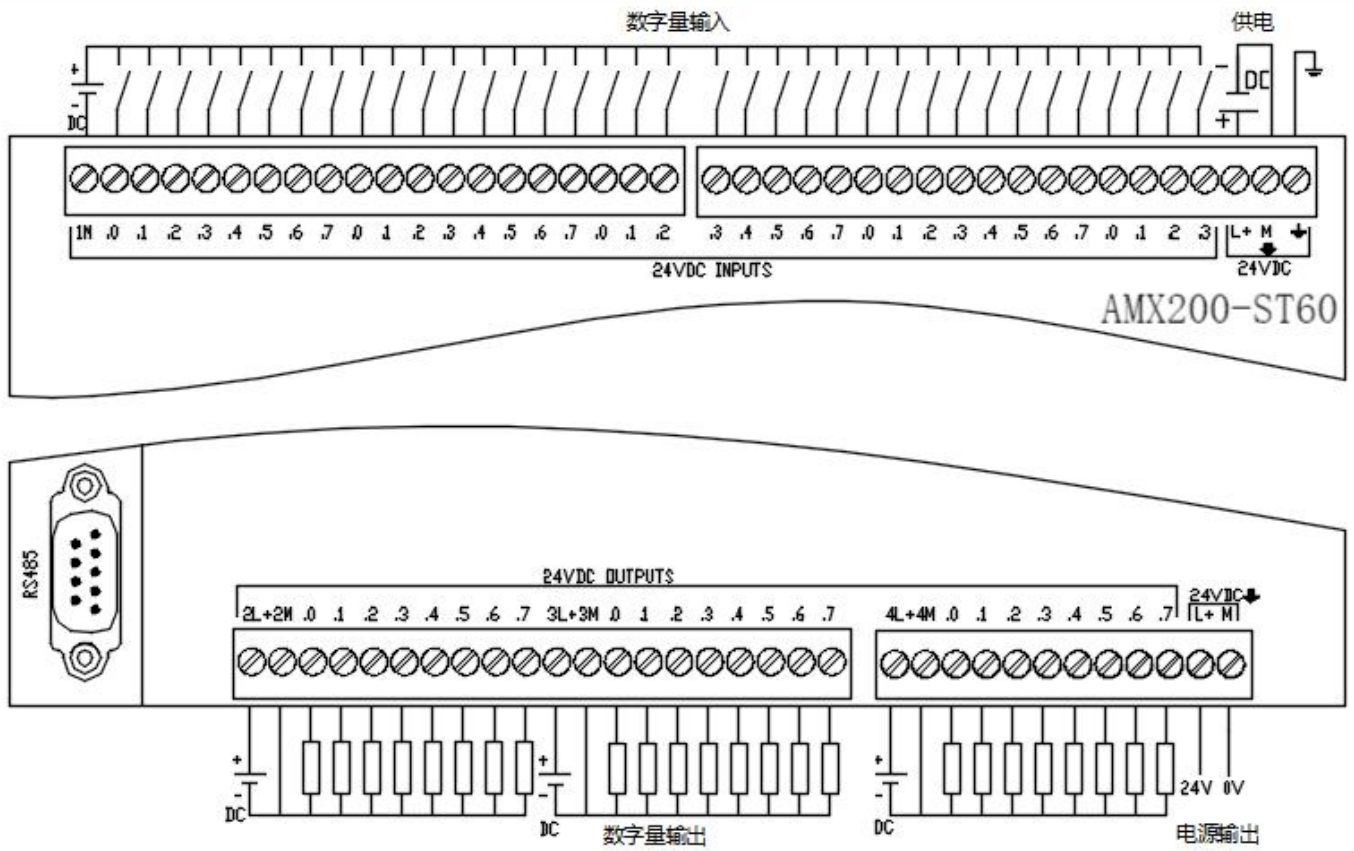 数字量输入 供电
+ - DC
- DC +
1M .0 .1 .2 .3 .4 .5 .6 .7 .0 .1 .2 .3 .4 .5 .6 .7 .0 .1 .2 .3 .4 .5 .6 .7 .0 .1 .2 .3 .4 .5 .6 .7 .0 .1 .2 .3 L+ M
24VDC INPUTS 24VDC
AMX200-ST60
RS485
24VDC OUTPUTS
24VDC
2L+2M .0 .1 .2 .3 .4 .5 .6 .7 3L+3M .0 .1 .2 .3 .4 .5 .6 .7 4L+4M .0 .1 .2 .3 .4 .5 .6 .7 L+ M
+ - DC + - DC + - DC 24V 0V
数字量输出 电源输出